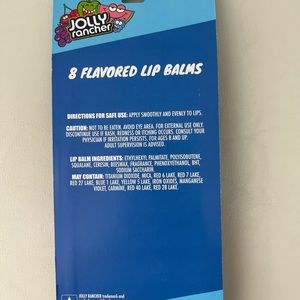 JOLLY
rancher
8 FLAVORED LIP BALMS
DIRECTIONS FOR SAFE USE: APPLY SMOOTHLY AND EVENLY TO LIPS.
CAUTION: NOT TO BE EATEN. AVOID EYE AREA. FOR EXTERNAL USE ONLY.
DISCONTINUE USE IF RASH, REDNESS OR ITCHING OCCURS. CONSULT YOUR
PHYSICIAN IF IRRITATION PERSISTS. FOR AGES 8 AND UP.
ADULT SUPERVISION IS ADVISED.
LIP BALM INGREDIENTS: ETHYLHEXYL PALMITATE, POLYISOBUTENE,
SQUALANE, CERESIN, BEESWAX, FRAGRANCE, PHENOXYETHANOL, BHT,
SODIUM SACCHARIN.
MAY CONTAIN: TITANIUM DIOXIDE, MICA, RED 6 LAKE, RED 7 LAKE,
RED 27 LAKE, BLUE 1 LAKE, YELLOW 5 LAKE, IRON OXIDES, MANGANESE
VIOLET, CARMINE, RED 40 LAKE, RED 28 LAKE.
JOLLY RANCHER trademark and